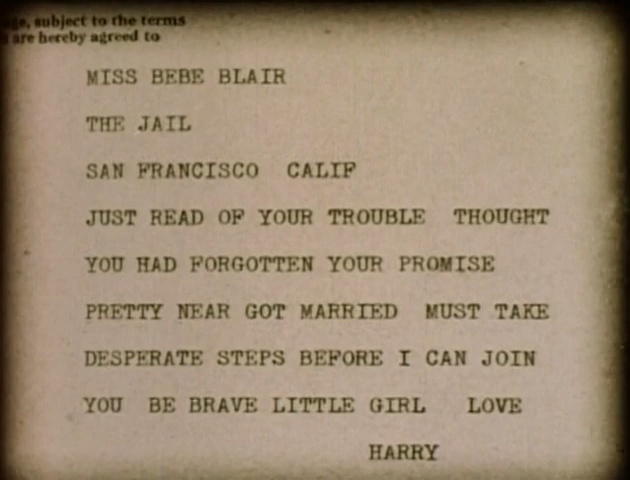 ge, subject to the terms
are hereby agreed to
MISS BEBE BLAIR
THE JAIL
SAN FRANCISCO CALIF
JUST READ OF YOUR TROUBLE THOUGHT
YOU HAD FORGOTTEN YOUR PROMISE
PRETTY NEAR GOT MARRIED MUST TAKE
DESPERATE STEPS BEFORE I CAN JOIN
YOU BE BRAVE LITTLE GIRL LOVE
HARRY